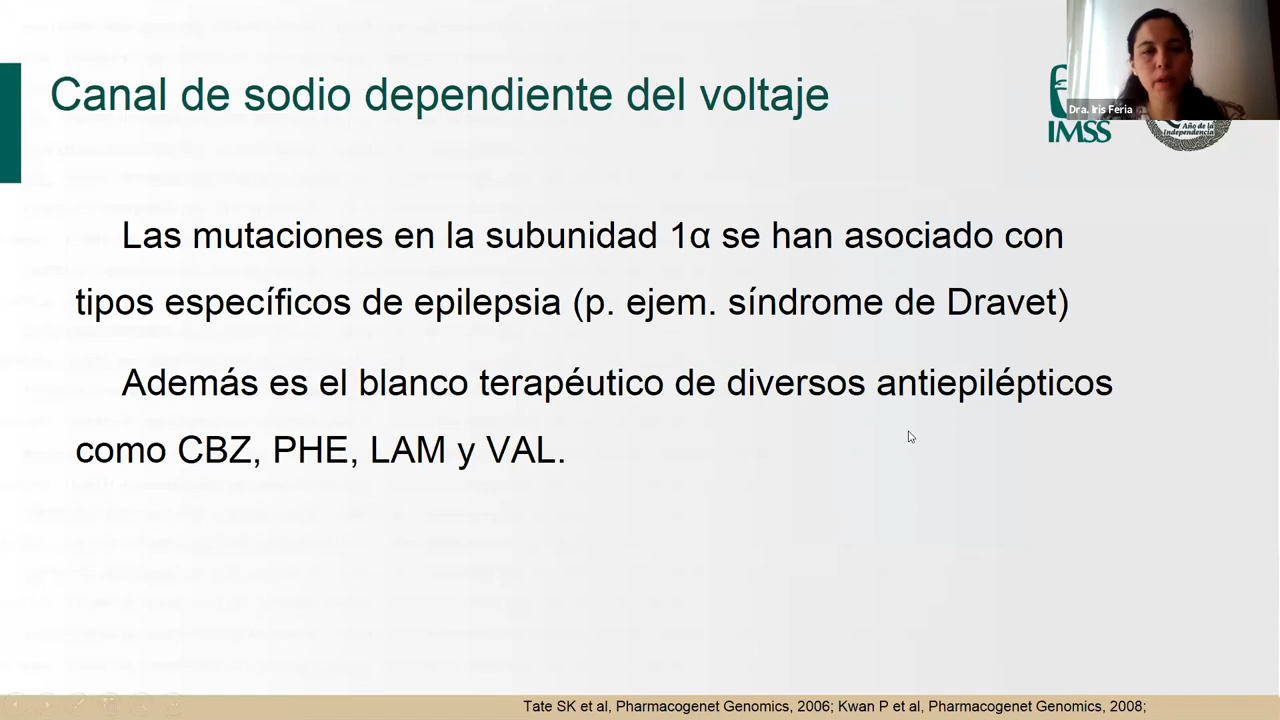 Canal de sodio dependiente del voltaje
Dra. Iris Feria
IMSS
Año de la
Independencia
Las mutaciones en la subunidad 1α se han asociado con
tipos específicos de epilepsia (p. ejem. síndrome de Dravet)
Además es el blanco terapéutico de diversos antiepilépticos
como CBZ, PHE, LAM y VAL.
Tate SK et al, Pharmacogenet Genomics, 2006; Kwan P et al, Pharmacogenet Genomics, 2008;